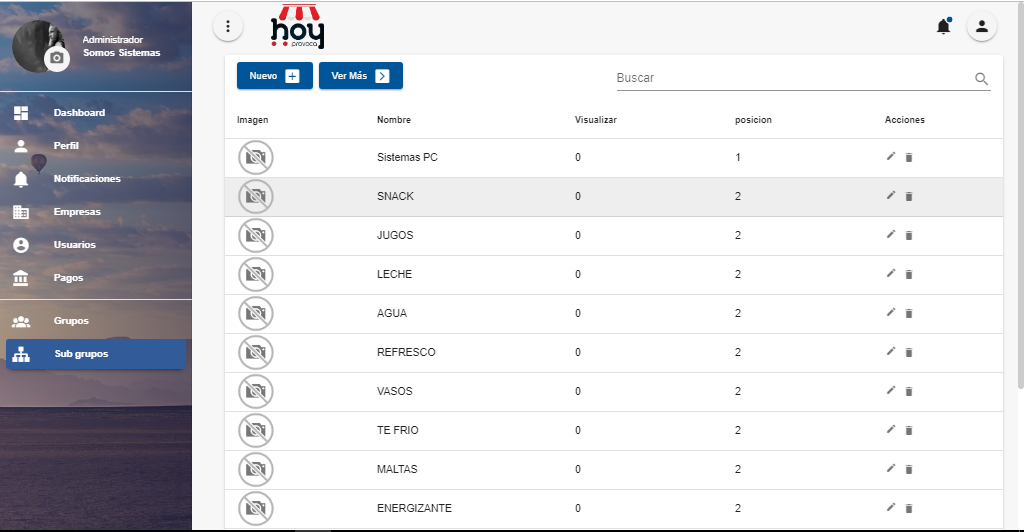 Administrador
Somos Sistemas
Dashboard
Perfil
Notificaciones
Empresas
Usuarios
Pagos
Grupos
Sub grupos
hoy
provoca
Nuevo
Ver Más
Buscar
Imagen Nombre Visualizar posicion Acciones
Sistemas PC 0 1
SNACK 0 2
JUGOS 0 2
LECHE 0 2
AGUA 0 2
REFRESCO 0 2
VASOS 0 2
TE FRIO 0 2
MALTAS 0 2
ENERGIZANTE 0 2